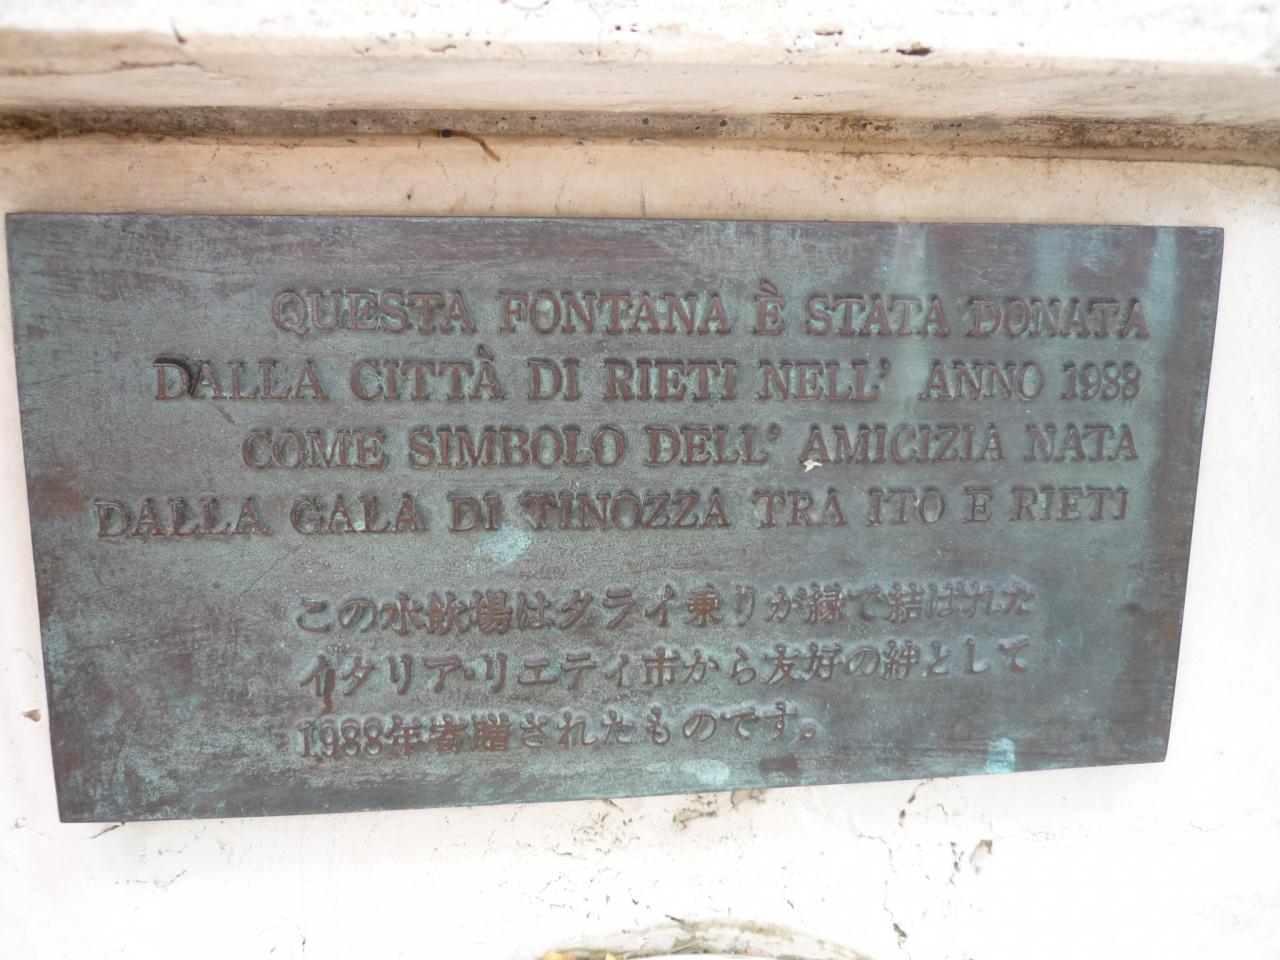 QUESTA FONTANA È STATA DONATA
DALLA CITTÀ DI RIETI NELL' ANNO 1988
COME SIMBOLO DELL' AMICIZIA NATA
DALLA GALA DI TINOZZA TRA ITO E RIETI
この水飲場はタライ乗りが縁で結ばれた
イタリア・リエティ市から友好の絆として
1988年寄贈されたものです。